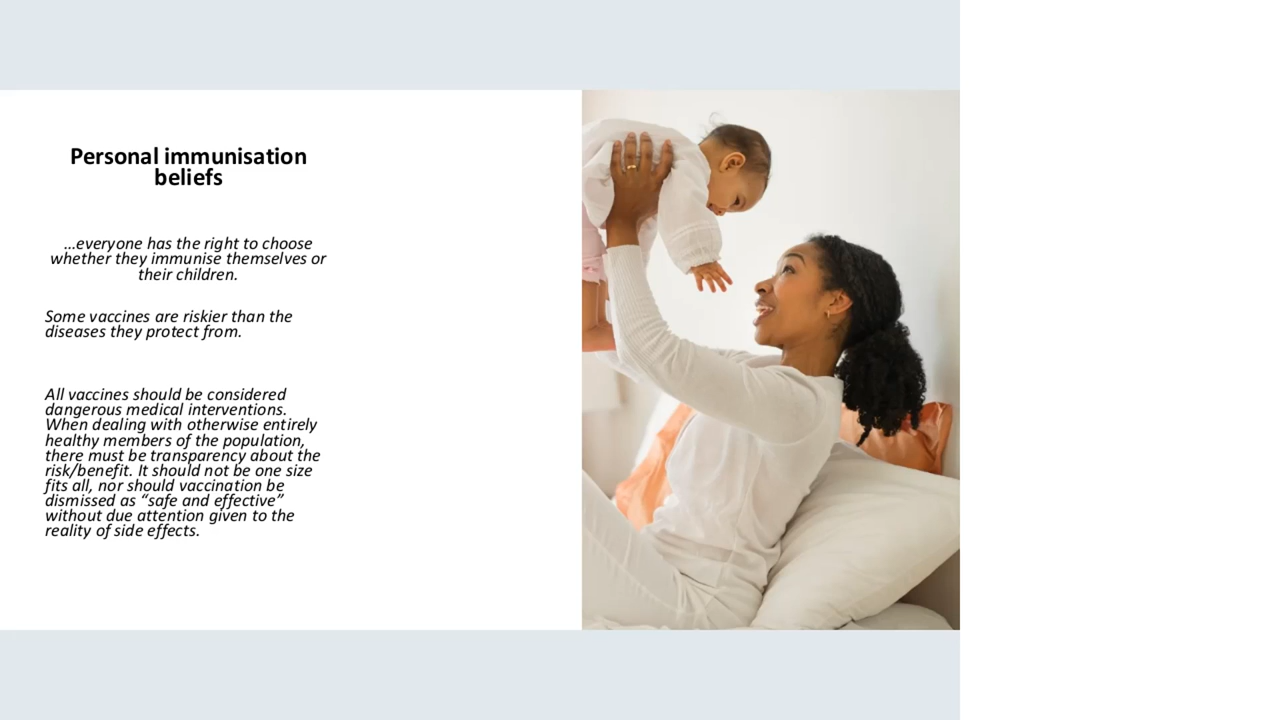 Personal immunisation
beliefs
…everyone has the right to choose
whether they immunise themselves or
their children.
Some vaccines are riskier than the
diseases they protect from.
All vaccines should be considered
dangerous medical interventions.
When dealing with otherwise entirely
healthy members of the population,
there must be transparency about the
risk/benefit. It should not be one size
fits all, nor should vaccination be
dismissed as “safe and effective”
without due attention given to the
reality of side effects.